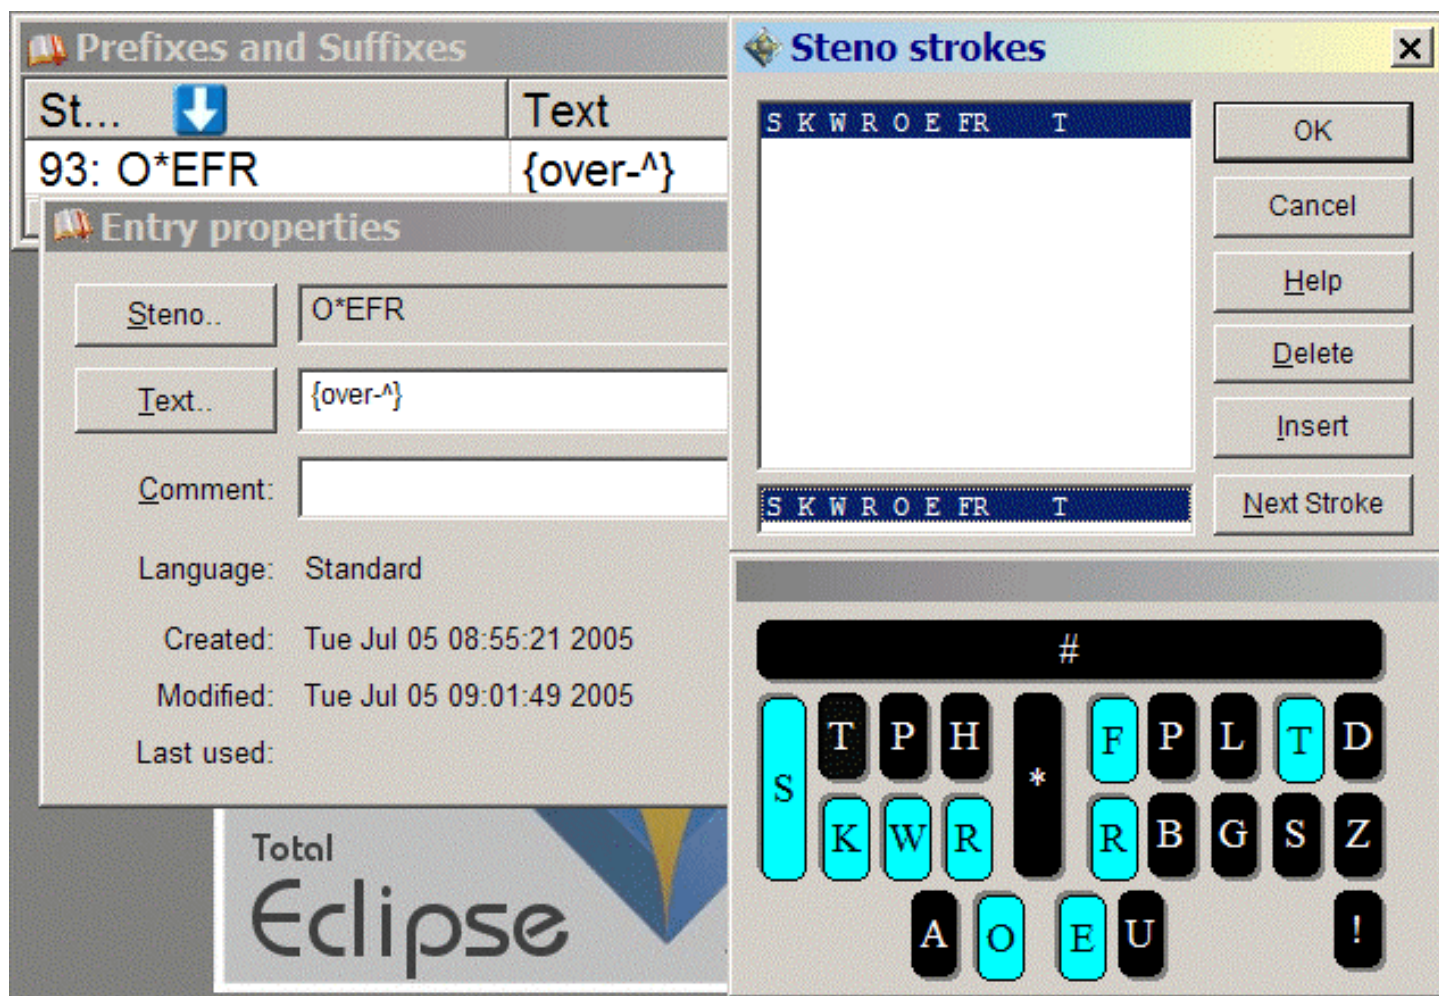 Prefixes and Suffixes
St... Text
93: O*EFR {over-^}
Entry properties
Steno.. O*EFR
Text.. {over-^}
Comment:
Language: Standard
Created: Tue Jul 05 08:55:21 2005
Modified: Tue Jul 05 09:01:49 2005
Last used:
Total
Eclipse
Steno strokes
S K W R O E FR T
OK
Cancel
Help
Delete
Insert
S K W R O E FR T
Next Stroke
#
S T P H * F P L T D
K W R R B G S Z
A O E U !